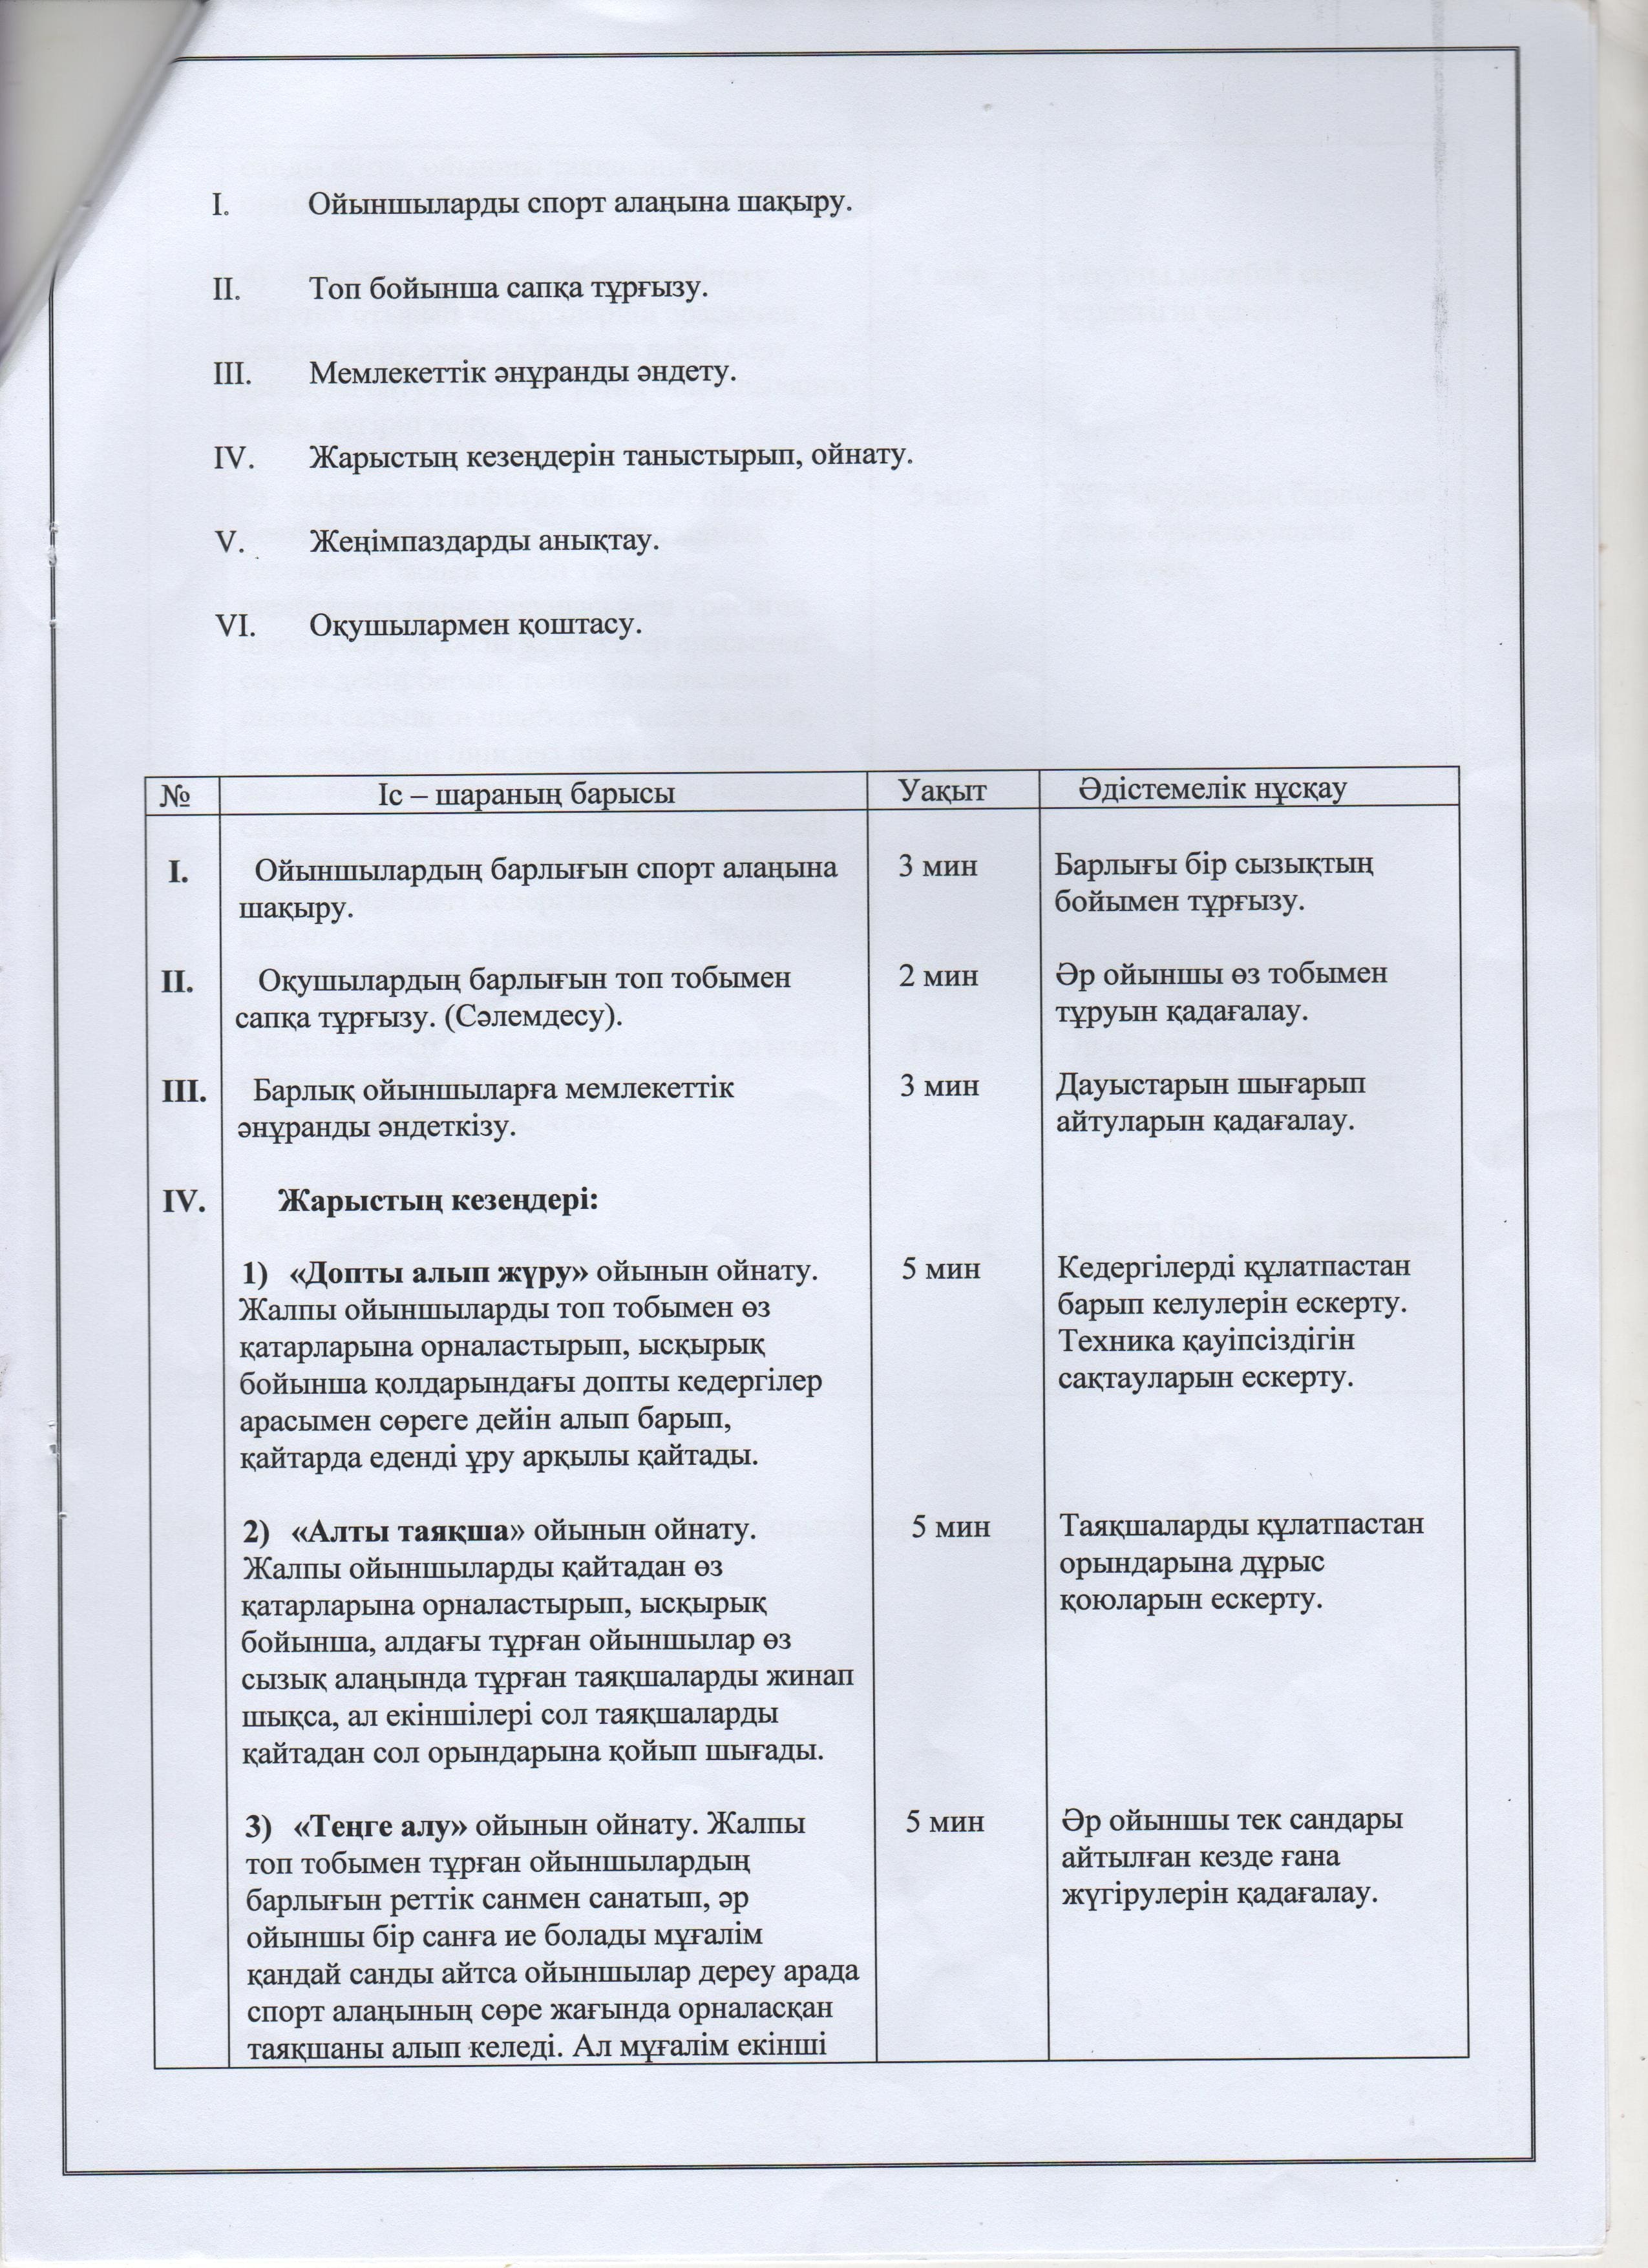 I. Ойыншыларды спорт алаңына шақыру.
II. Топ бойынша сапқа тұрғызу.
III. Мемлекеттік әнұранды әндету.
IV. Жарыстың кезеңдерін таныстырып, ойнату.
V. Жеңімпаздарды анықтау.
VI. Оқушылармен қоштасу.
№ Іс – шараның барысы Уақыт Әдістемелік нұсқау
I. Ойыншылардың барлығын спорт алаңына 3 мин Барлығы бір сызықтың
шақыру. бойымен тұрғызу.
II. Оқушылардың барлығын топ тобымен 2 мин Әр ойыншы өз тобымен
сапқа тұрғызу. (Сәлемдесу). тұруын қадағалау.
III. Барлық ойыншыларға мемлекеттік 3 мин Дауыстарын шығарып
әнұранды әндеткізу. айтуларын қадағалау.
IV. Жарыстың кезеңдері:
1) «Допты алып жүру» ойынын ойнату. 5 мин Кедергілерді құлатпастан
Жалпы ойыншыларды топ тобымен өз барып келулерін ескерту.
қатарларына орналастырып, ысқырық Техника қауіпсіздігін
бойынша қолдарындағы допты кедергілер сақтауларын ескерту.
арасымен сөреге дейін алып барып,
қайтарда еденді ұру арқылы қайтады.
2) «Алты таяқша» ойынын ойнату. 5 мин Таяқшаларды құлатпастан
Жалпы ойыншыларды қайтадан өз орындарына дұрыс
қатарларына орналастырып, ысқырық қоюларын ескерту.
бойынша, алдағы тұрған ойыншылар өз
сызық алаңында тұрған таяқшаларды жинап
шықса, ал екіншілері сол таяқшаларды
қайтадан сол орындарына қойып шығады.
3) «Теңге алу» ойынын ойнату. Жалпы 5 мин Әр ойыншы тек сандары
топ тобымен тұрған ойыншылардың айтылған кезде ғана
барлығын реттік санмен санатып, әр жүгірулерін қадағалау.
ойыншы бір санға ие болады мұғалім
қандай санды айтса ойыншылар дереу арада
спорт алаңының сөре жағында орналасқан
таяқшаны алып келеді. Ал мұғалім екінші